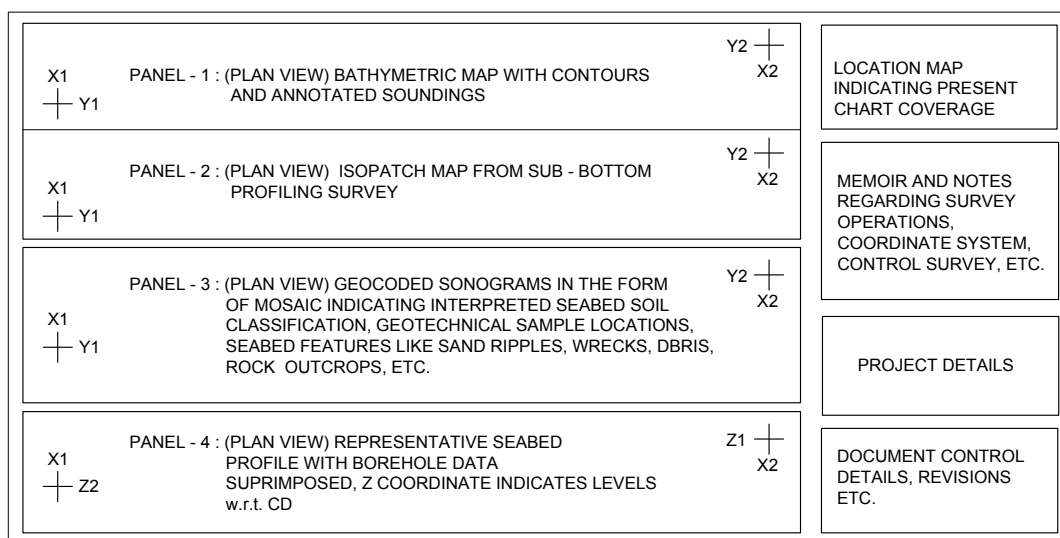 X1
Y1
PANEL - 1 : (PLAN VIEW) BATHYMETRIC MAP WITH CONTOURS
AND ANNOTATED SOUNDINGS
Y2
X2
X1
Y1
PANEL - 2 : (PLAN VIEW) ISOPATCH MAP FROM SUB - BOTTOM
PROFILING SURVEY
Y2
X2
X1
Y1
PANEL - 3 : (PLAN VIEW) GEOCODED SONOGRAMS IN THE FORM
OF MOSAIC INDICATING INTERPRETED SEABED SOIL
CLASSIFICATION, GEOTECHNICAL SAMPLE LOCATIONS,
SEABED FEATURES LIKE SAND RIPPLES, WRECKS, DBRIS,
ROCK OUTCROPS, ETC.
Y2
X2
X1
Z2
PANEL - 4 : (PLAN VIEW) REPRESENTATIVE SEABED
PROFILE WITH BOREHOLE DATA
SUPRIMPOSED, Z COORDINATE INDICATES LEVELS
w.r.t. CD
Z1
X2
LOCATION MAP
INDICATING PRESENT
CHART COVERAGE
MEMOIR AND NOTES
REGARDING SURVEY
OPERATIONS,
COORDINATE SYSTEM,
CONTROL SURVEY, ETC.
PROJECT DETAILS
DOCUMENT CONTROL
DETAILS, REVISIONS
ETC.